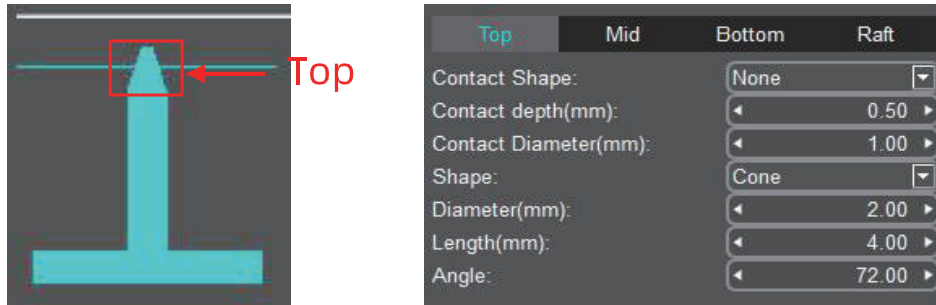 Top
Top Mid Bottom Raft
Contact Shape: None
Contact depth(mm): 0.50
Contact Diameter(mm): 1.00
Shape: Cone
Diameter(mm): 2.00
Length(mm): 4.00
Angle: 72.00